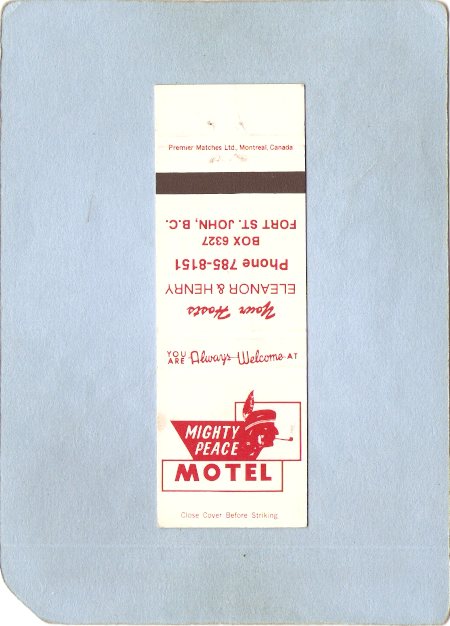 Premier Matches Ltd., Montreal, Canada
Your Hosts
ELEANOR & HENRY
Phone 785-8151
BOX 6327
FORT ST. JOHN, B.C.
YOU ARE Always Welcome AT
MIGHTY
PEACE
MOTEL
Close Cover Before Striking.